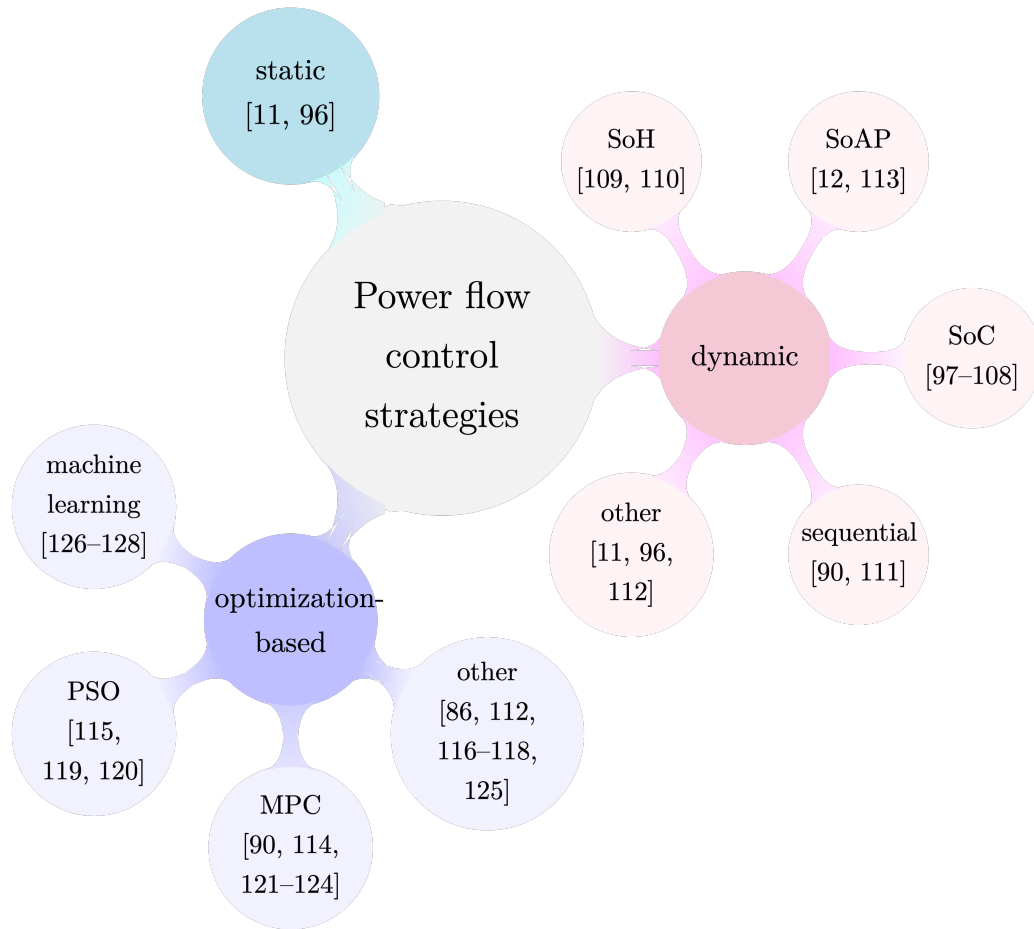 static
[11, 96]
SoH
[109, 110]
SoAP
[12, 113]
Power flow
control
strategies
dynamic
SoC
[97–108]
other
[11, 96,
112]
sequential
[90, 111]
machine
learning
[126–128]
optimization-
based
PSO
[115,
119, 120]
MPC
[90, 114,
121–124]
other
[86, 112,
116–118,
125]